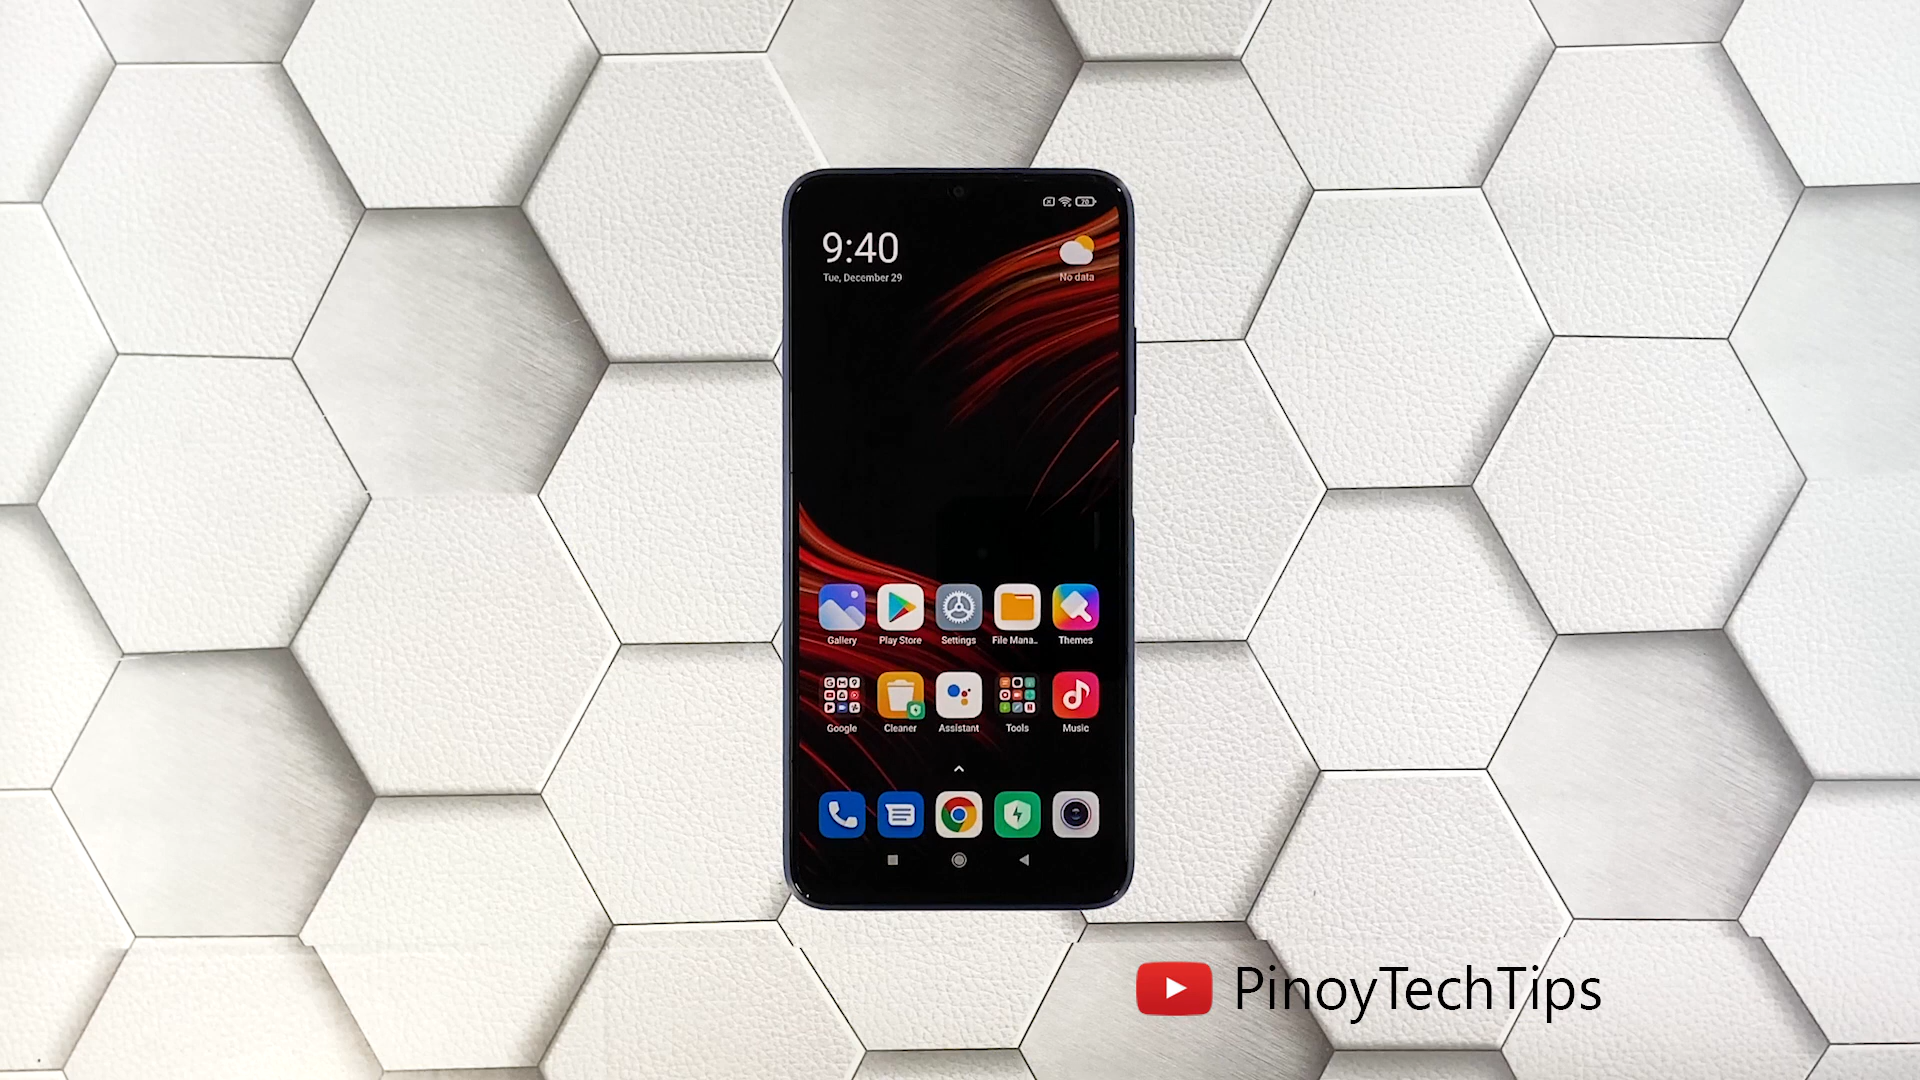 70
9:40
Tue, December 29
No data
Gallery
Play Store
Settings
File Mana..
Themes
Google
Cleaner
Assistant
Tools
Music
PinoyTechTips